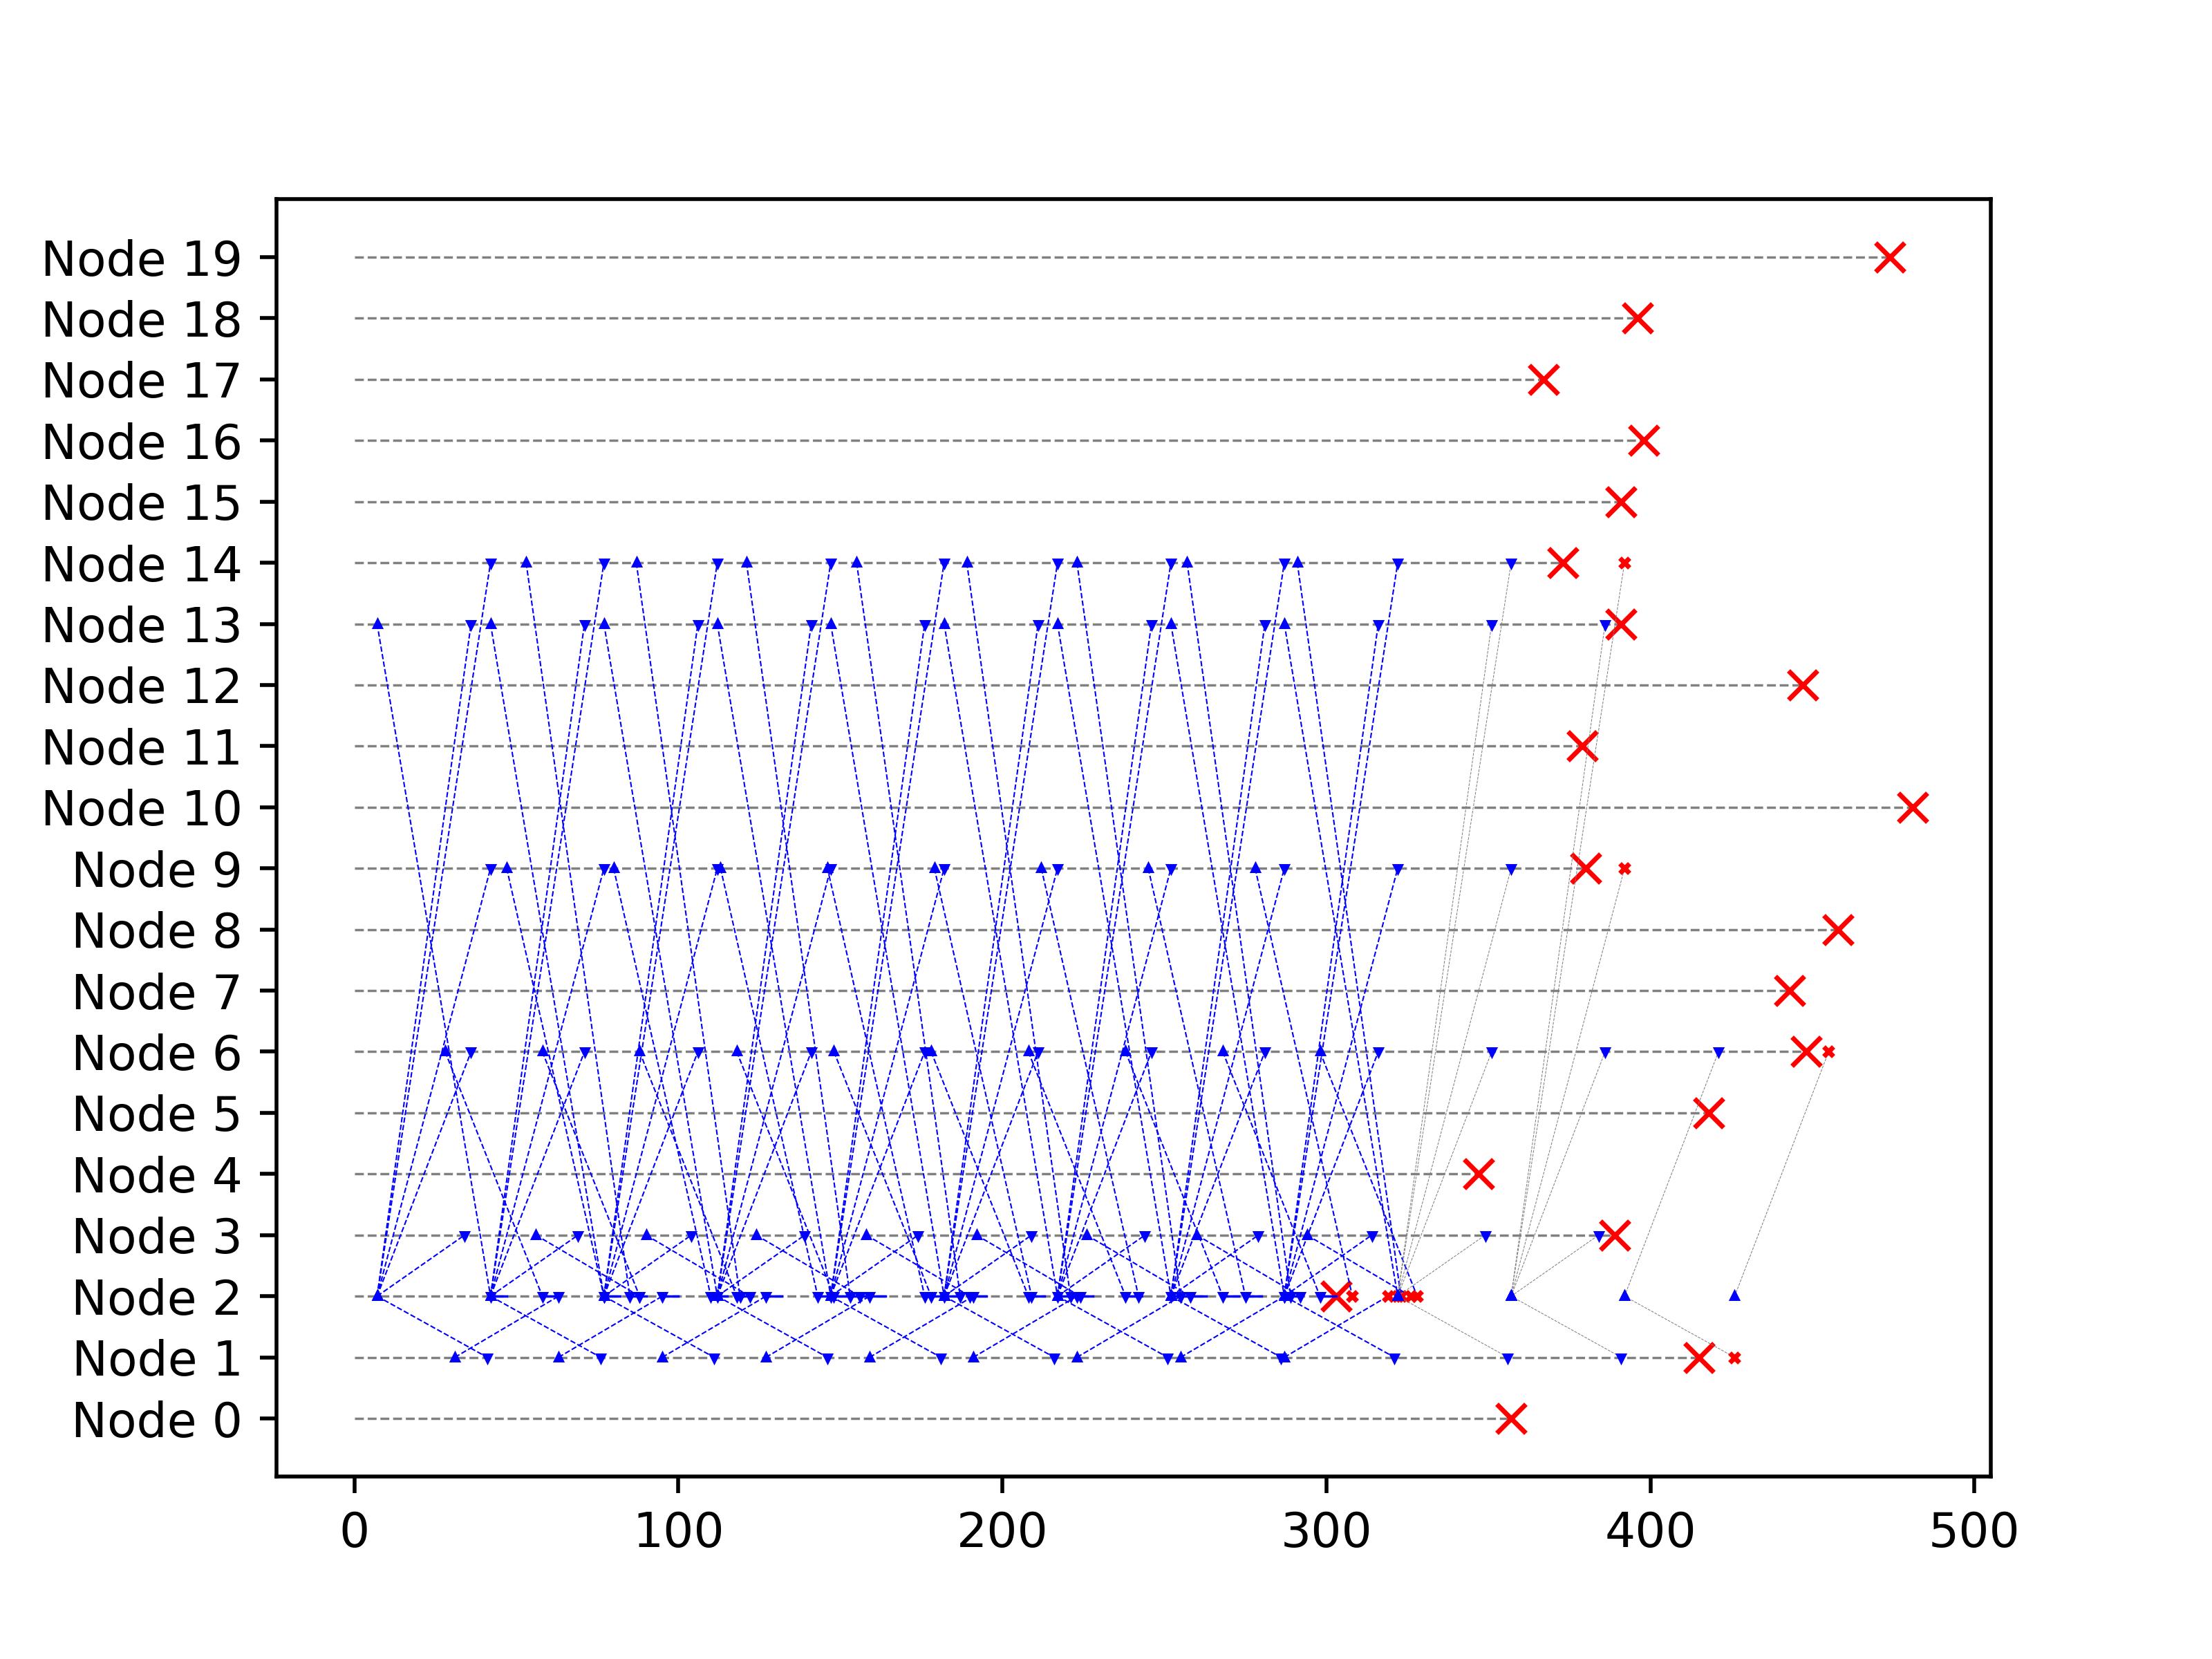 Node 19
Node 18
Node 17
Node 16
Node 15
Node 14
Node 13
Node 12
Node 11
Node 10
Node 9
Node 8
Node 7
Node 6
Node 5
Node 4
Node 3
Node 2
Node 1
Node 0
0 100 200 300 400 500